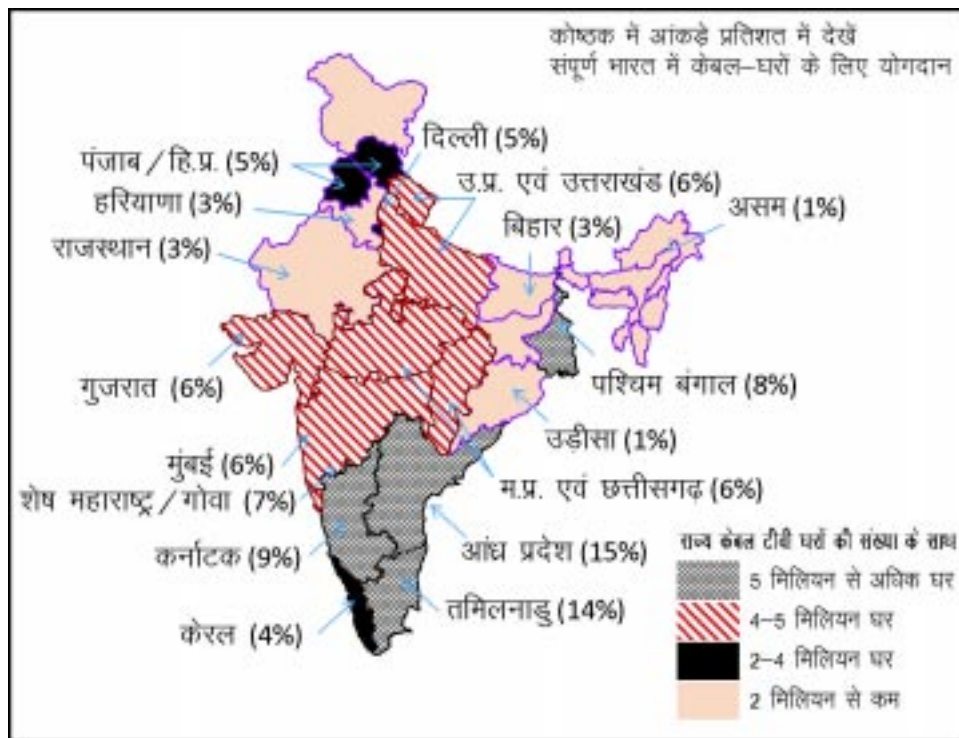 कोष्ठक में आंकड़े प्रतिशत में देखें
संपूर्ण भारत में केबल–घरों के लिए योगदान
दिल्ली (5%)
पंजाब / हि.प्र. (5%)
उ.प्र. एवं उत्तराखंड (6%)
हरियाणा (3%)
असम (1%)
बिहार (3%)
राजस्थान (3%)
गुजरात (6%)
पश्चिम बंगाल (8%)
उड़ीसा (1%)
मुंबई (6%)
म.प्र. एवं छत्तीसगढ़ (6%)
शेष महाराष्ट्र / गोवा (7%)
कर्नाटक (9%)
आंध प्रदेश (15%)
तमिलनाडु (14%)
केरल (4%)
राज्य केबल टीवी घरों की संख्या के साथ
5 मिलियन से अधिक घर
4–5 मिलियन घर
2–4 मिलियन घर
2 मिलियन से कम